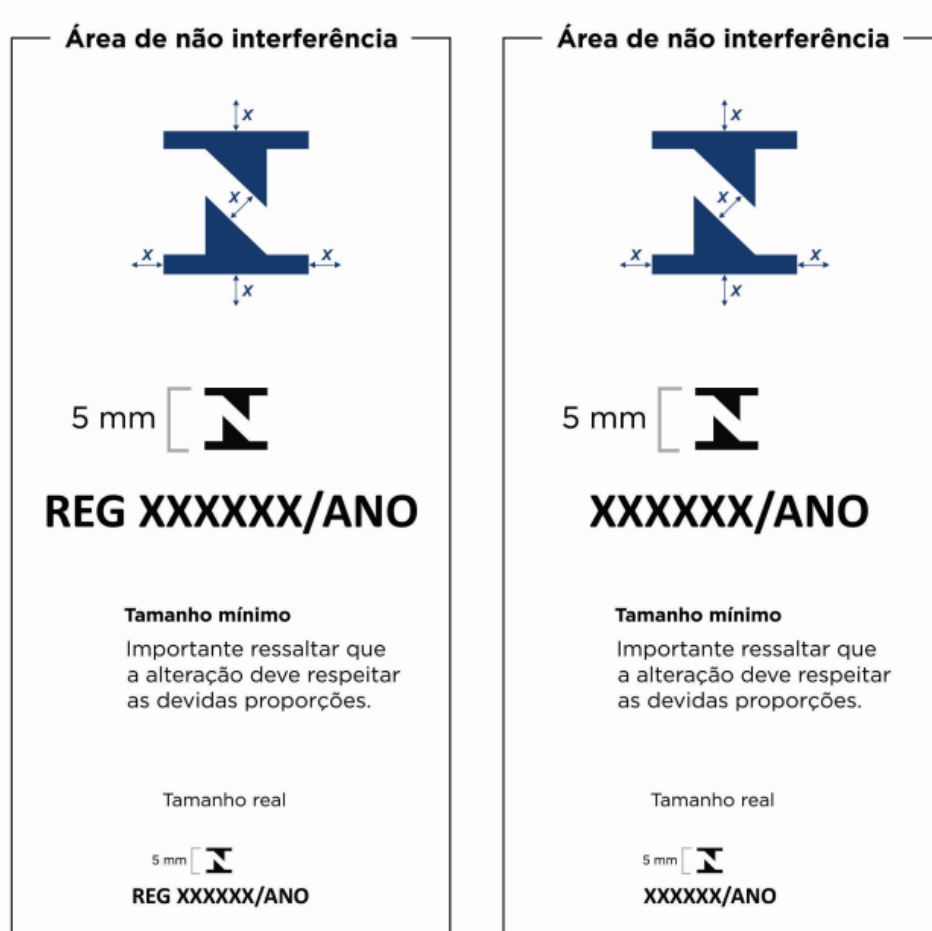 Área de não interferência
x
x
x
x
x
5 mm
REG XXXXXX/ANO
Tamanho mínimo
Importante ressaltar que
a alteração deve respeitar
as devidas proporções.
Tamanho real
5 mm
REG XXXXXX/ANO
Área de não interferência
x
x
x
x
x
5 mm
XXXXXX/ANO
Tamanho mínimo
Importante ressaltar que
a alteração deve respeitar
as devidas proporções.
Tamanho real
5 mm
XXXXXX/ANO